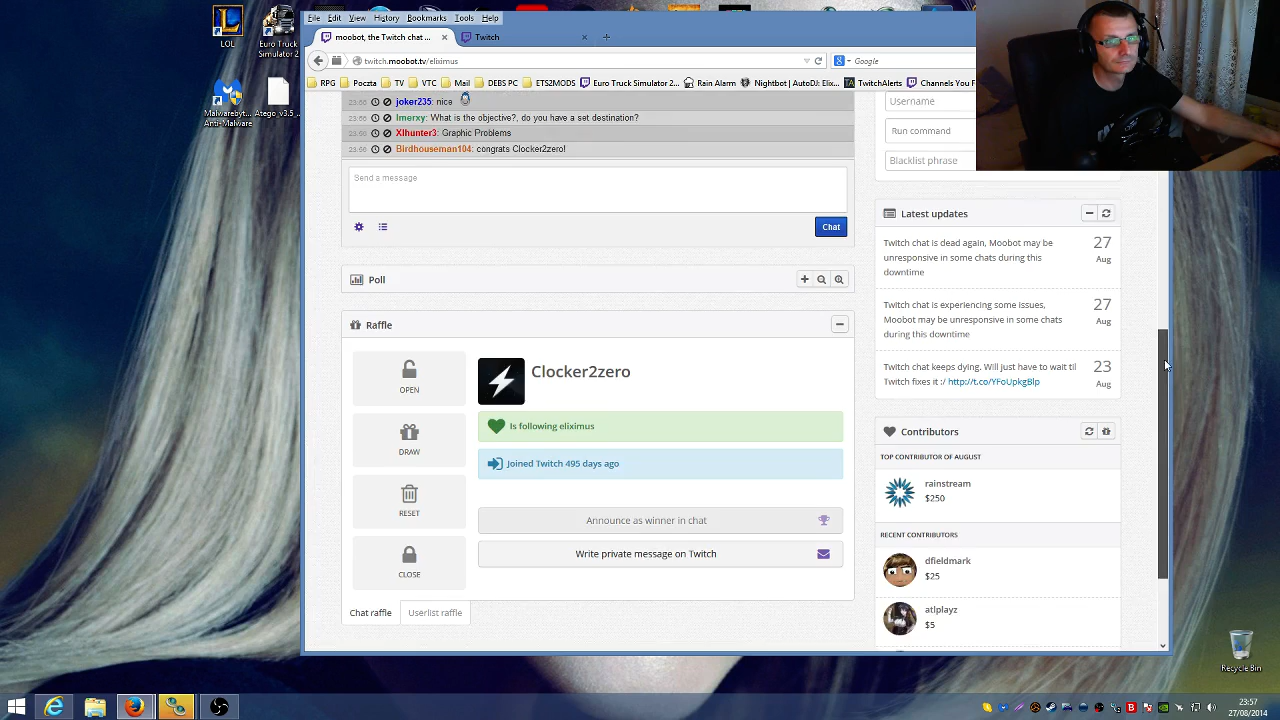 LOL
Euro Truck
Simulator 2
Malwareb​yt...
Anti-Malware
Atego_v3.5_...
File Edit View History Bookmarks Tools Help
moobot, the Twitch chat ... ×
Twitch ×
twitch.moobot.tv/eliximus
Google
RPG Poczta TV VTC Mail DEBS PC ETS2MODS Euro Truck Simulator 2... Rain Alarm Nightbot | AutoDJ: Elix... TwitchAlerts Channels You F
23:56 joker235: nice
Imerxy: What is the objective?, do you have a set destination?
XIhunter3: Graphic Problems
Birdhouseman104: congrats Clocker2zero!
Send a message
Chat
Poll
Raffle
OPEN
DRAW
RESET
CLOSE
Clocker2zero
Is following eliximus
Joined Twitch 495 days ago
Announce as winner in chat
Write private message on Twitch
Chat raffle
Userlist raffle
Username
Run command
Blacklist phrase
Latest updates
Twitch chat is dead again, Moobot may be
unresponsive in some chats during this
downtime
27
Aug
Twitch chat is experiencing some issues,
Moobot may be unresponsive in some chats
during this downtime
27
Aug
Twitch chat keeps dying. Will just have to wait til
Twitch fixes it :/ http://t.co/YFoUpkgBlp
23
Aug
Contributors
TOP CONTRIBUTOR OF AUGUST
rainstream
$250
RECENT CONTRIBUTORS
dfieldmark
$25
atlplayz
$5
Recycle Bin
23:57
27/08/2014